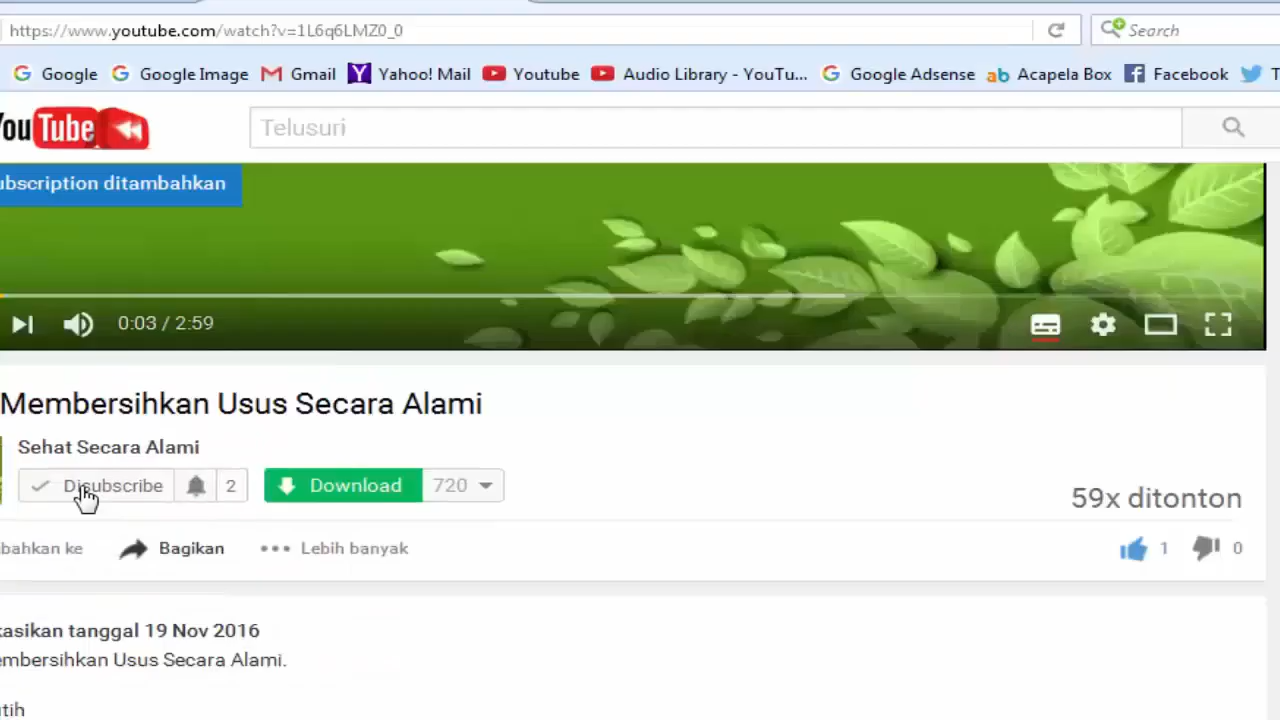 https://www.youtube.com/watch?v=1L6q6LMZ0_0
Search
Google Google Image Gmail Yahoo! Mail Youtube Audio Library - YouTu... Google Adsense Acapela Box Facebook T
YouTube
Telusuri
ubscription ditambahkan
0:03 / 2:59
Membersihkan Usus Secara Alami
Sehat Secara Alami
Disubscribe 2 Download 720
59x ditonton
ibahkan ke Bagikan Lebih banyak
1 0
kasikan tanggal 19 Nov 2016
embersihkan Usus Secara Alami.
utih